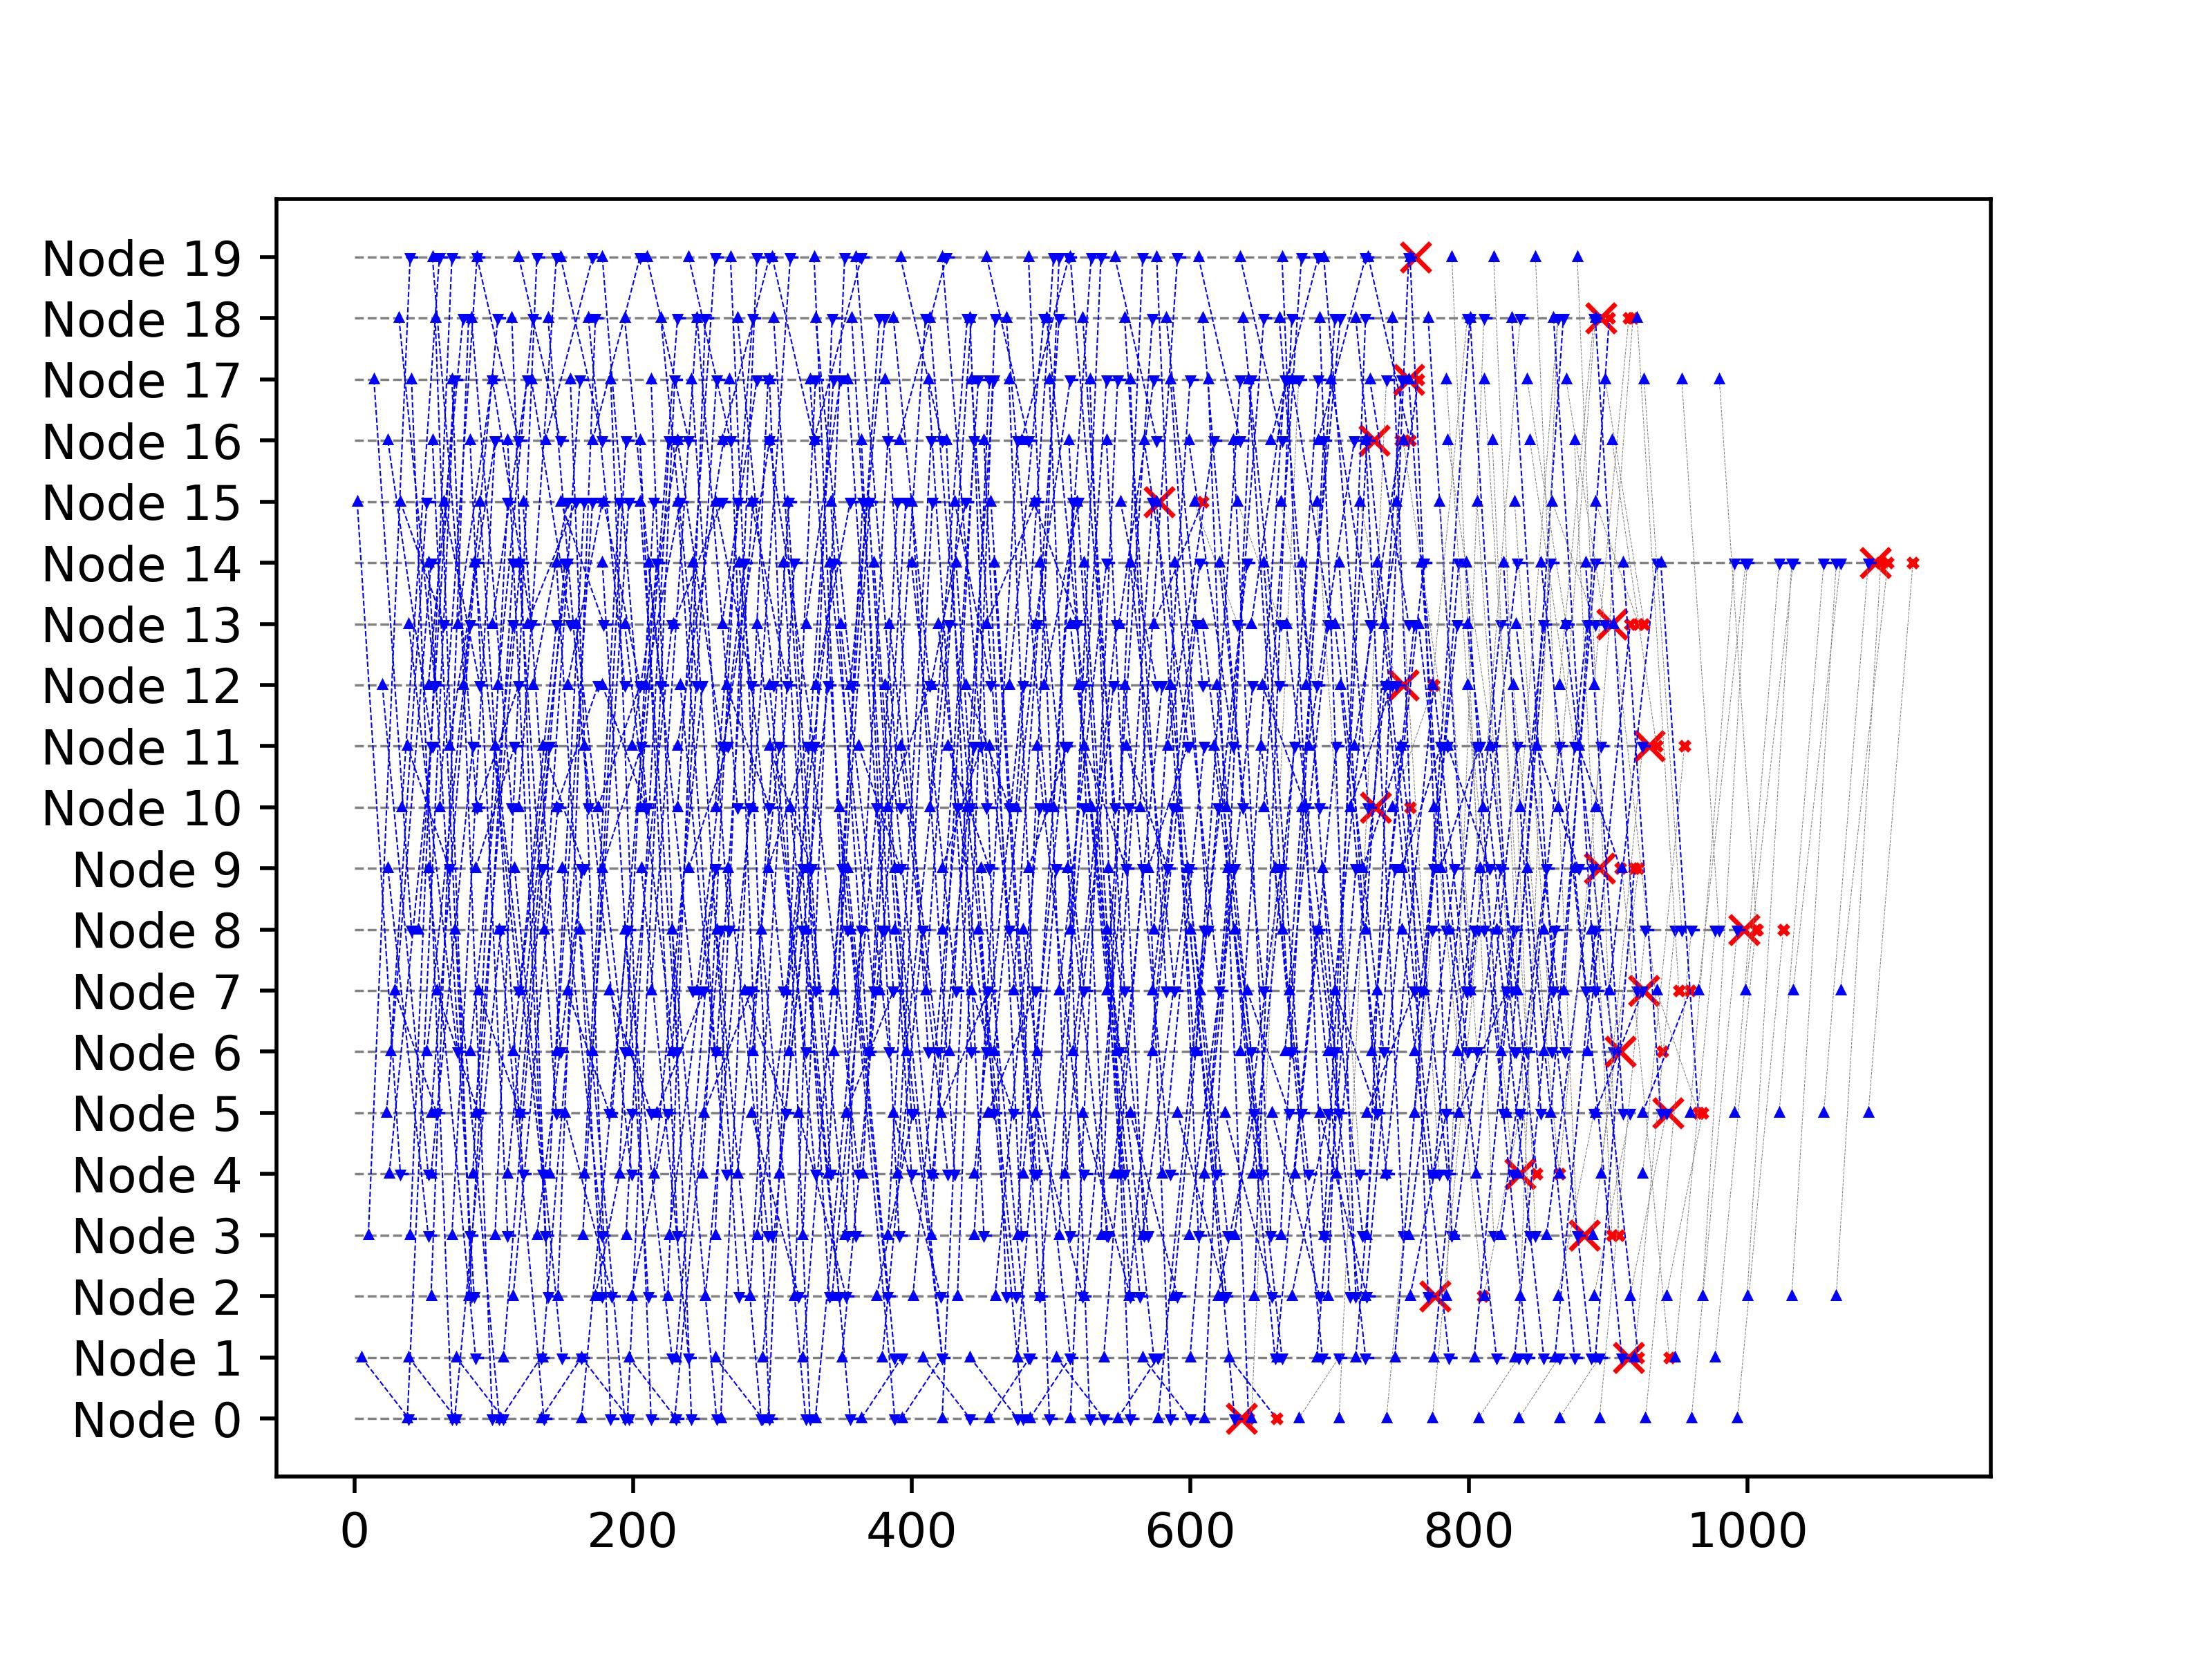 Node 19
Node 18
Node 17
Node 16
Node 15
Node 14
Node 13
Node 12
Node 11
Node 10
Node 9
Node 8
Node 7
Node 6
Node 5
Node 4
Node 3
Node 2
Node 1
Node 0
0 200 400 600 800 1000